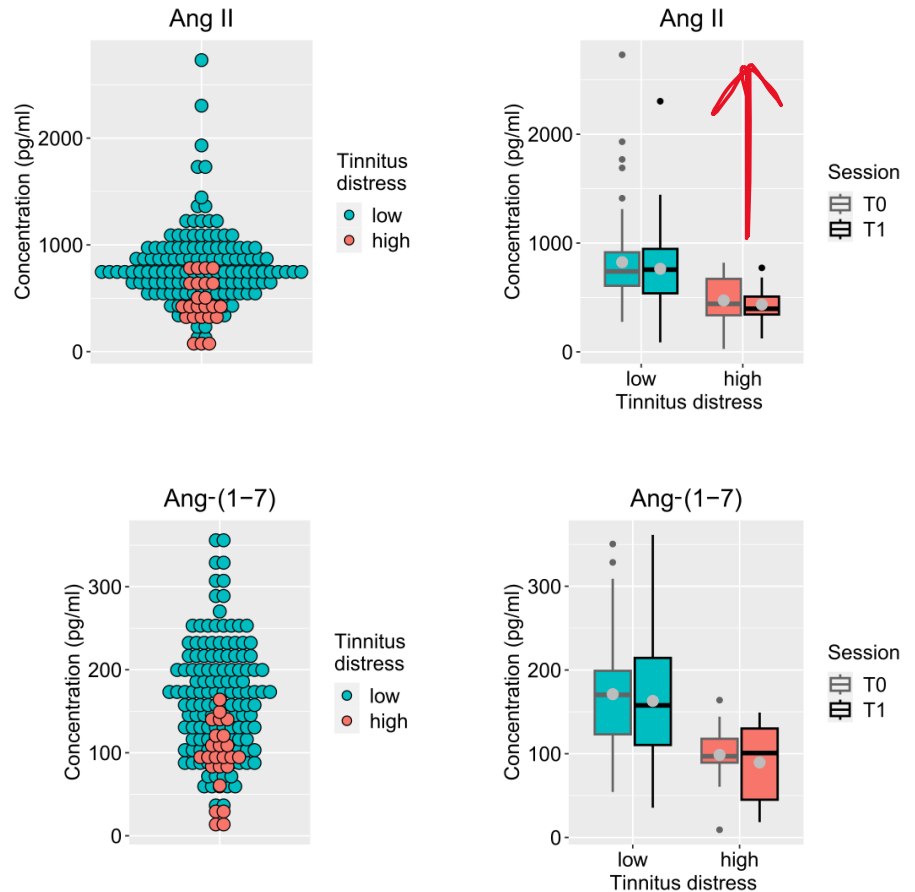 Ang II
Concentration (pg/ml)
2000
1000
0
Tinnitus
distress
low
high
Ang II
Concentration (pg/ml)
2000
1000
0
low
high
Tinnitus distress
Session
T0
T1
Ang-(1−7)
Concentration (pg/ml)
300
200
100
0
Tinnitus
distress
low
high
Ang-(1−7)
Concentration (pg/ml)
300
200
100
0
low
high
Tinnitus distress
Session
T0
T1